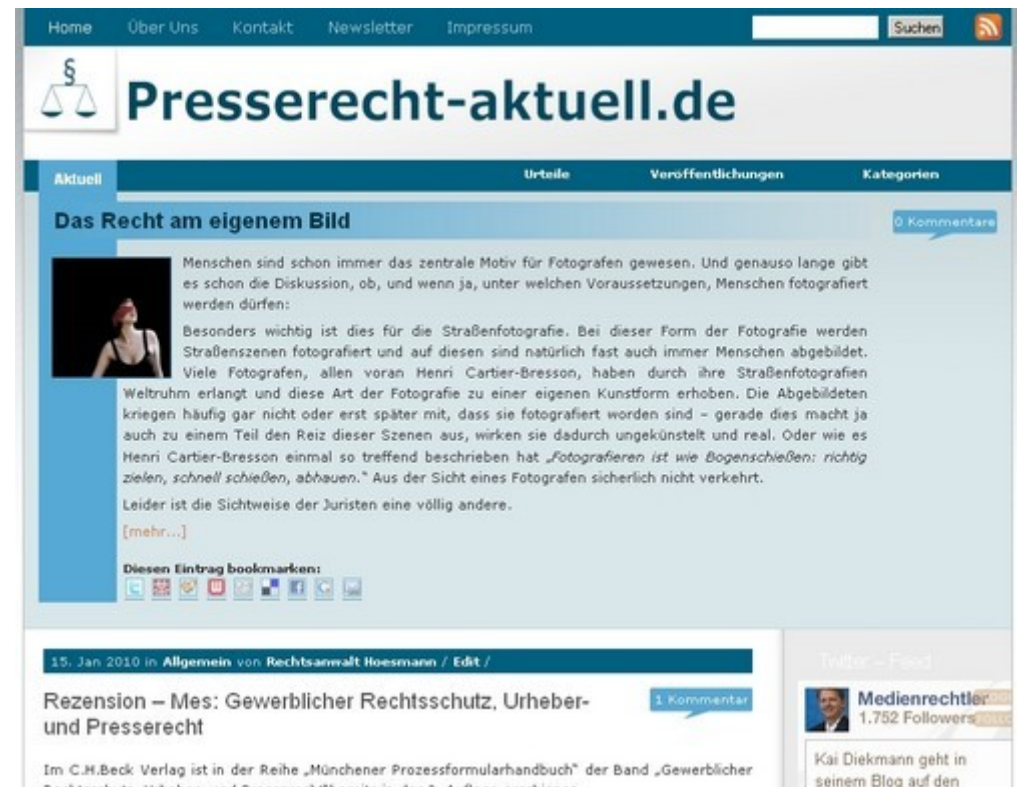 Home Über Uns Kontakt Newsletter Impressum Suchen
§
Presserecht-aktuell.de
Aktuell Urteile Veröffentlichungen Kategorien
Das Recht am eigenem Bild 0 Kommentare
Menschen sind schon immer das zentrale Motiv für Fotografen gewesen. Und genauso lange gibt
es schon die Diskussion, ob, und wenn ja, unter welchen Voraussetzungen, Menschen fotografiert
werden dürfen:
Besonders wichtig ist dies für die Straßenfotografie. Bei dieser Form der Fotografie werden
Straßenszenen fotografiert und auf diesen sind natürlich fast auch immer Menschen abgebildet.
Viele Fotografen, allen voran Henri Cartier-Bresson, haben durch ihre Straßenfotografien
Weltruhm erlangt und diese Art der Fotografie zu einer eigenen Kunstform erhoben. Die Abgebildeten
kriegen häufig gar nicht oder erst später mit, dass sie fotografiert worden sind – gerade dies macht ja
auch zu einem Teil den Reiz dieser Szenen aus, wirken sie dadurch ungekünstelt und real. Oder wie es
Henri Cartier-Bresson einmal so treffend beschrieben hat „Fotografieren ist wie Bogenschießen: richtig
zielen, schnell schießen, abhauen." Aus der Sicht eines Fotografen sicherlich nicht verkehrt.
Leider ist die Sichtweise der Juristen eine völlig andere.
[mehr...]
Diesen Eintrag bookmarken:
15. Jan 2010 in Allgemein von Rechtsanwalt Hoesmann / Edit /
Rezension – Mes: Gewerblicher Rechtsschutz, Urheber- 1 Kommentar
und Presserecht
Im C.H.Beck Verlag ist in der Reihe „Münchener Prozessformularhandbuch" der Band „Gewerblicher
Twitter – Feed
Medienrechtler
1.752 Followers
Kai Diekmann geht in
seinem Blog auf den